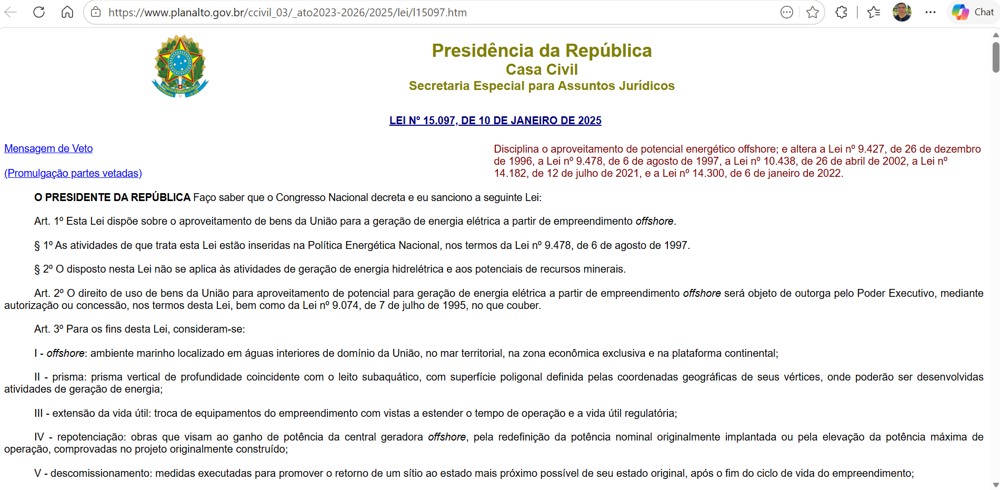 https://www.planalto.gov.br/ccivil_03/_ato2023-2026/2025/lei/l15097.htm
Chat
Presidência da República
Casa Civil
Secretaria Especial para Assuntos Jurídicos
LEI Nº 15.097, DE 10 DE JANEIRO DE 2025
Mensagem de Veto
(Promulgação partes vetadas)
Disciplina o aproveitamento de potencial energético offshore; e altera a Lei nº 9.427, de 26 de dezembro
de 1996, a Lei nº 9.478, de 6 de agosto de 1997, a Lei nº 10.438, de 26 de abril de 2002, a Lei nº
14.182, de 12 de julho de 2021, e a Lei nº 14.300, de 6 de janeiro de 2022.
O PRESIDENTE DA REPÚBLICA Faço saber que o Congresso Nacional decreta e eu sanciono a seguinte Lei:
Art. 1º Esta Lei dispõe sobre o aproveitamento de bens da União para a geração de energia elétrica a partir de empreendimento offshore.
§ 1º As atividades de que trata esta Lei estão inseridas na Política Energética Nacional, nos termos da Lei nº 9.478, de 6 de agosto de 1997.
§ 2º O disposto nesta Lei não se aplica às atividades de geração de energia hidrelétrica e aos potenciais de recursos minerais.
Art. 2º O direito de uso de bens da União para aproveitamento de potencial para geração de energia elétrica a partir de empreendimento offshore será objeto de outorga pelo Poder Executivo, mediante
autorização ou concessão, nos termos desta Lei, bem como da Lei nº 9.074, de 7 de julho de 1995, no que couber.
Art. 3º Para os fins desta Lei, consideram-se:
I - offshore: ambiente marinho localizado em águas interiores de domínio da União, no mar territorial, na zona econômica exclusiva e na plataforma continental;
II - prisma: prisma vertical de profundidade coincidente com o leito subaquático, com superfície poligonal definida pelas coordenadas geográficas de seus vértices, onde poderão ser desenvolvidas
atividades de geração de energia;
III - extensão da vida útil: troca de equipamentos do empreendimento com vistas a estender o tempo de operação e a vida útil regulatória;
IV - repotenciação: obras que visam ao ganho de potência da central geradora offshore, pela redefinição da potência nominal originalmente implantada ou pela elevação da potência máxima de
operação, comprovadas no projeto originalmente construído;
V - descomissionamento: medidas executadas para promover o retorno de um sítio ao estado mais próximo possível de seu estado original, após o fim do ciclo de vida do empreendimento;